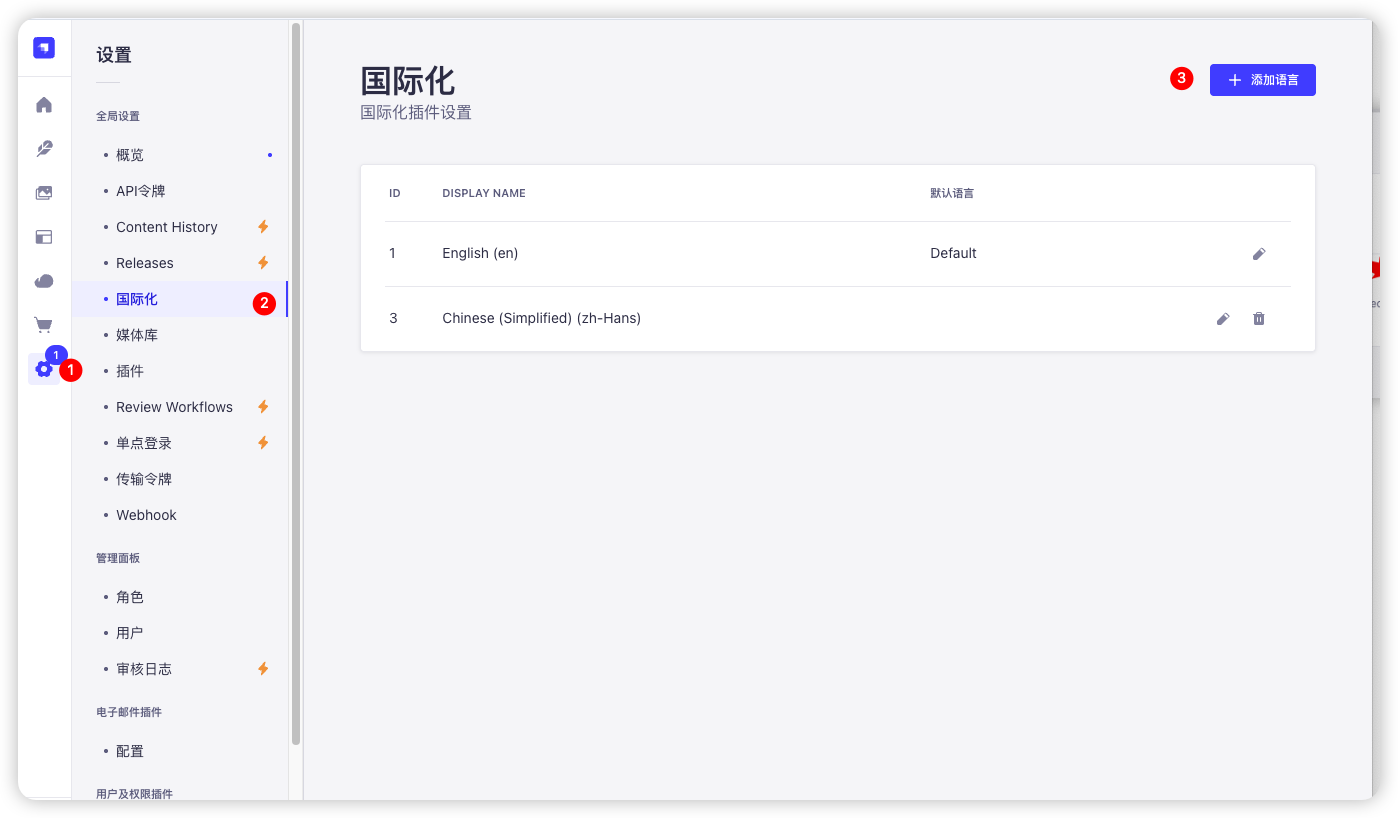 设置
全局设置
概览
API令牌
Content History
Releases
国际化
2
媒体库
1
插件
1
Review Workflows
单点登录
传输令牌
Webhook
管理面板
角色
用户
审核日志
电子邮件插件
配置
用户及权限插件
国际化
国际化插件设置
3
添加语言
ID DISPLAY NAME 默认语言
1 English (en) Default
3 Chinese (Simplified) (zh-Hans)